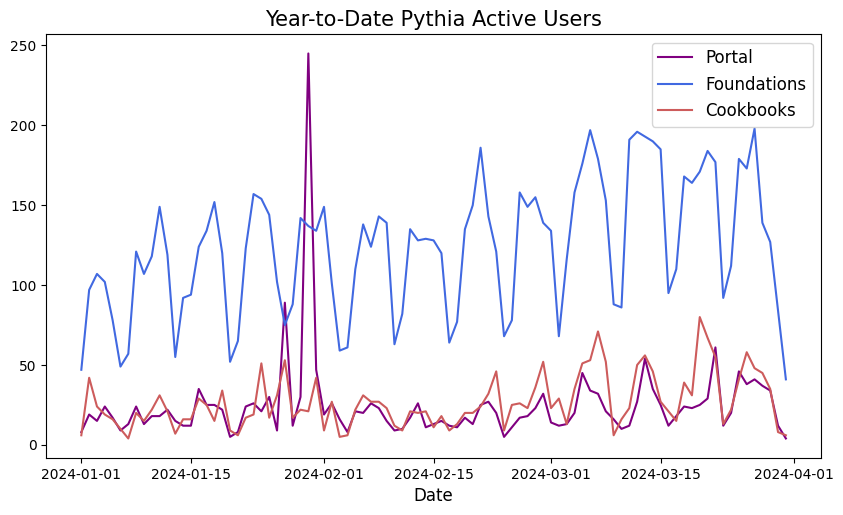 Year-to-Date Pythia Active Users
250
200
150
100
50
0
Portal
Foundations
Cookbooks
2024-01-01
2024-01-15
2024-02-01
2024-02-15
2024-03-01
2024-03-15
2024-04-01
Date